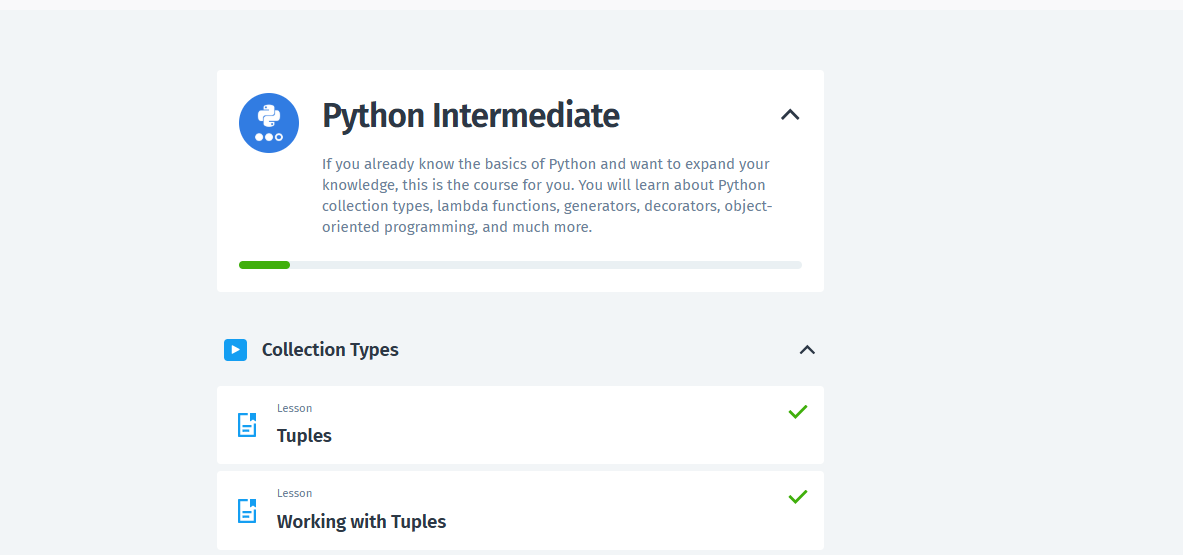 Python Intermediate
If you already know the basics of Python and want to expand your
knowledge, this is the course for you. You will learn about Python
collection types, lambda functions, generators, decorators, object-
oriented programming, and much more.
Collection Types
Lesson
Tuples
Lesson
Working with Tuples